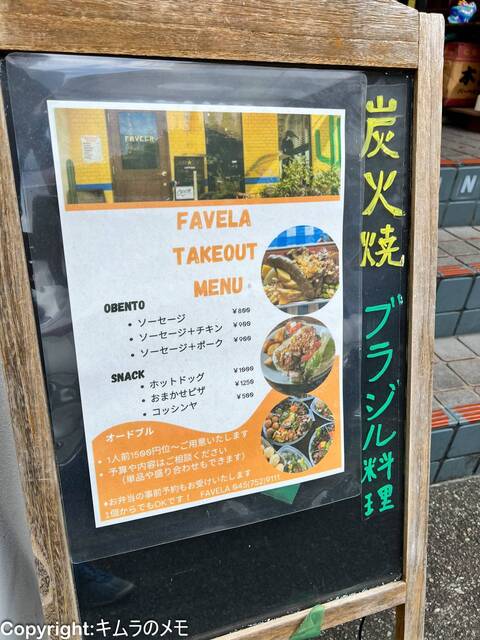 FAVELA
FAVELA
TAKEOUT
MENU
OBENTO
・ソーセージ ¥800
・ソーセージ＋チキン ¥900
・ソーセージ＋ポーク ¥900
SNACK
・ホットドッグ ¥1000
・おまかせピザ ¥1250
・コッシンヤ ¥500
オードブル
・1人前1500円位～ご用意いたします
・予算や内容はご相談ください
（単品や盛り合わせもできます）
*お弁当の事前予約もお受けいたします
1個からでもOKです！ FAVELA 045(752)9111
炭火焼
ブラジル料理
N
Copyright:キムラのメモ